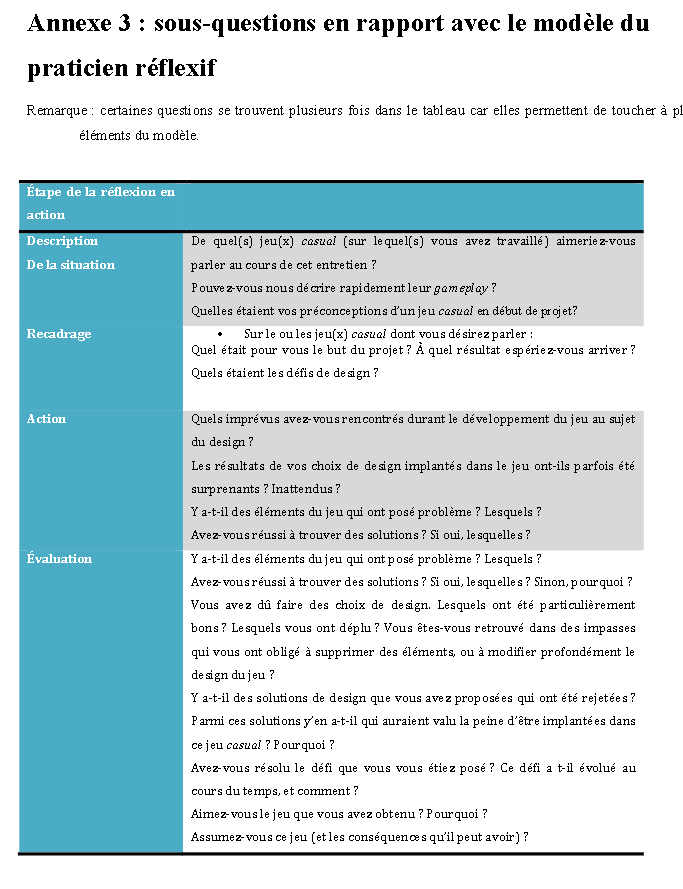 Annexe 3 : sous-questions en rapport avec le modèle du
praticien réflexif
Remarque : certaines questions se trouvent plusieurs fois dans le tableau car elles permettent de toucher à pl
éléments du modèle.
Étape de la réflexion en
action
Description
De la situation
De quel(s) jeu(x) casual (sur lequel(s) vous avez travaillé) aimeriez-vous
parler au cours de cet entretien ?
Pouvez-vous nous décrire rapidement leur gameplay ?
Quelles étaient vos préconceptions d'un jeu casual en début de projet?
Recadrage
• Sur le ou les jeu(x) casual dont vous désirez parler :
Quel était pour vous le but du projet ? À quel résultat espériez-vous arriver ?
Quels étaient les défis de design ?
Action
Quels imprévus avez-vous rencontrés durant le développement du jeu au sujet
du design ?
Les résultats de vos choix de design implantés dans le jeu ont-ils parfois été
surprenants ? Inattendus ?
Y a-t-il des éléments du jeu qui ont posé problème ? Lesquels ?
Avez-vous réussi à trouver des solutions ? Si oui, lesquelles ?
Évaluation
Y a-t-il des éléments du jeu qui ont posé problème ? Lesquels ?
Avez-vous réussi à trouver des solutions ? Si oui, lesquelles ? Sinon, pourquoi ?
Vous avez dû faire des choix de design. Lesquels ont été particulièrement
bons ? Lesquels vous ont déplu ? Vous êtes-vous retrouvé dans des impasses
qui vous ont obligé à supprimer des éléments, ou à modifier profondément le
design du jeu ?
Y a-t-il des solutions de design que vous avez proposées qui ont été rejetées ?
Parmi ces solutions y'en a-t-il qui auraient valu la peine d'être implantées dans
ce jeu casual ? Pourquoi ?
Avez-vous résolu le défi que vous vous étiez posé ? Ce défi a t-il évolué au
cours du temps, et comment ?
Aimez-vous le jeu que vous avez obtenu ? Pourquoi ?
Assumez-vous ce jeu (et les conséquences qu'il peut avoir) ?